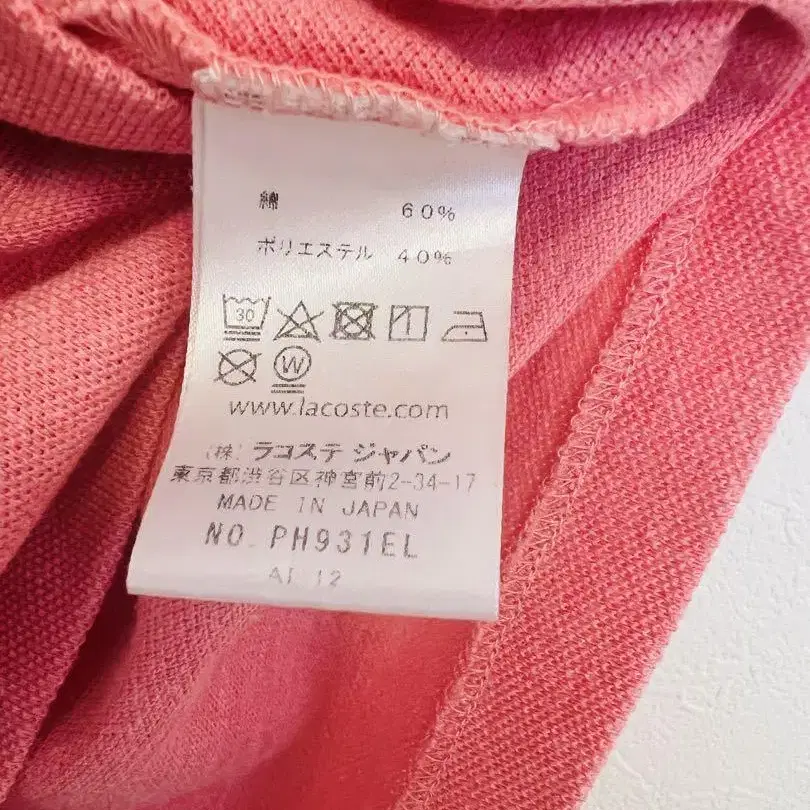 綿 60%
ポリエステル 40%
30
W
www.lacoste.com
(株) ラコステ ジャパン
東京都渋谷区神宮前2-34-17
MADE IN JAPAN
NO. PH931EL